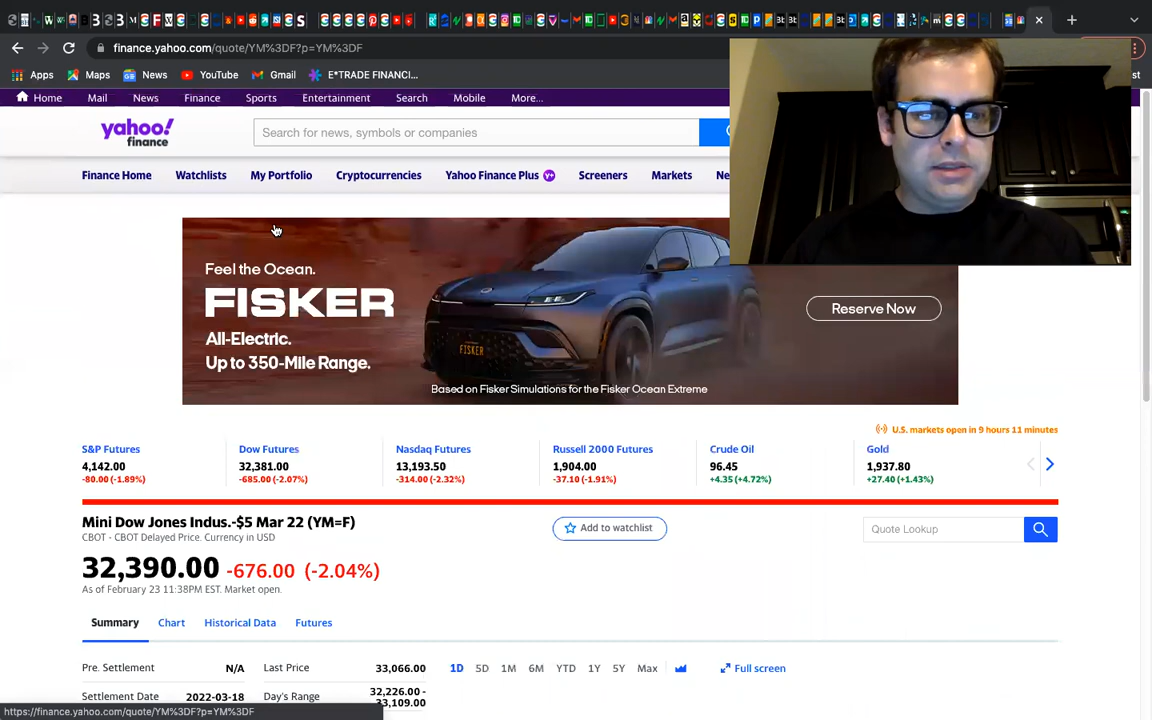 finance.yahoo.com/quote/YM%3DF?p=YM%3DF
Apps Maps News YouTube Gmail E*TRADE FINANCI...
Home Mail News Finance Sports Entertainment Search Mobile More...
yahoo!
finance
Search for news, symbols or companies
Finance Home Watchlists My Portfolio Cryptocurrencies Yahoo Finance Plus Y+ Screeners Markets
Feel the Ocean.
FISKER
All-Electric.
Up to 350-Mile Range.
FISKER
Reserve Now
Based on Fisker Simulations for the Fisker Ocean Extreme
U.S. markets open in 9 hours 11 minutes
S&P Futures Dow Futures Nasdaq Futures Russell 2000 Futures Crude Oil Gold
4,142.00 32,381.00 13,193.50 1,904.00 96.45 1,937.80
-80.00 (-1.89%) -685.00 (-2.07%) -314.00 (-2.32%) -37.10 (-1.91%) +4.35 (+4.72%) +27.40 (+1.43%)
Mini Dow Jones Indus.-$5 Mar 22 (YM=F)
CBOT - CBOT Delayed Price. Currency in USD
Add to watchlist
Quote Lookup
32,390.00 -676.00 (-2.04%)
As of February 23 11:38PM EST. Market open.
Summary Chart Historical Data Futures
Pre. Settlement N/A Last Price 33,066.00
1D 5D 1M 6M YTD 1Y 5Y Max Full screen
Settlement Date 2022-03-18 Day's Range 32,226.00 -
33,109.00
https://finance.yahoo.com/quote/YM%3DF?p=YM%3DF